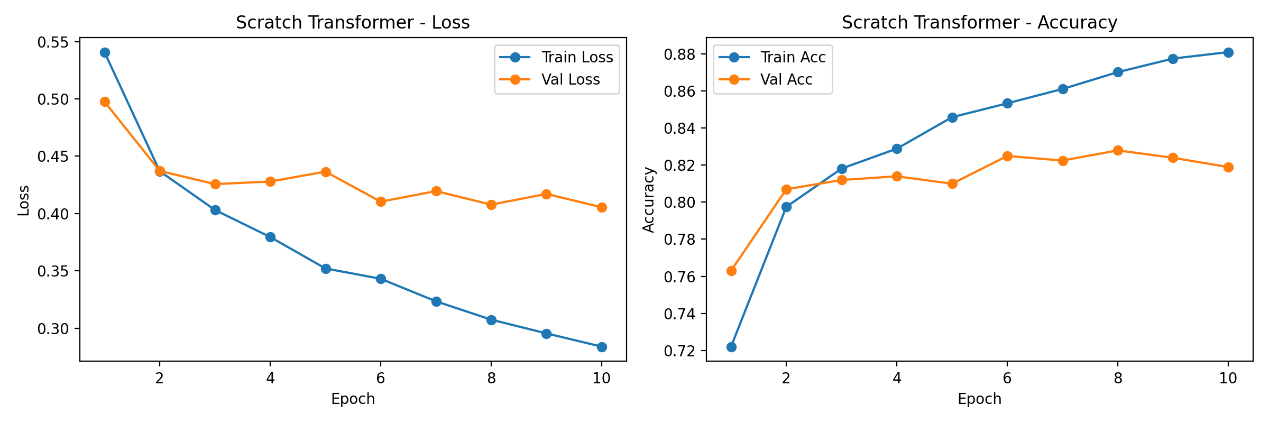 Scratch Transformer - Loss
Loss
0.55
0.50
0.45
0.40
0.35
0.30
Train Loss
Val Loss
2
4
6
8
10
Epoch
Scratch Transformer - Accuracy
Accuracy
0.88
0.86
0.84
0.82
0.80
0.78
0.76
0.74
0.72
Train Acc
Val Acc
2
4
6
8
10
Epoch